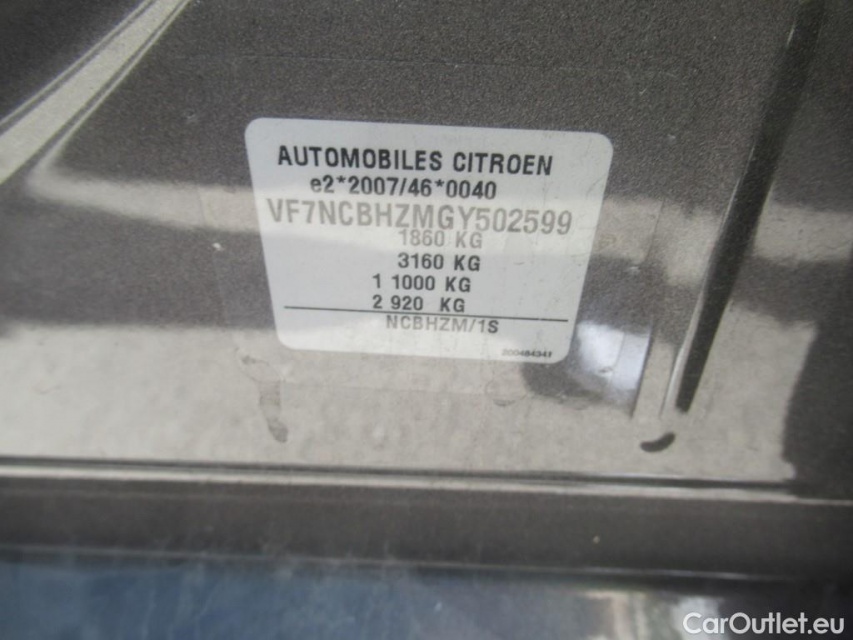 AUTOMOBILES CITROEN
e2*2007/46*0040
VF7NCBHZMGY502599
1860 KG
3160 KG
1 1000 KG
2 920 KG
NCBHZM/1S
CarOutlet.eu